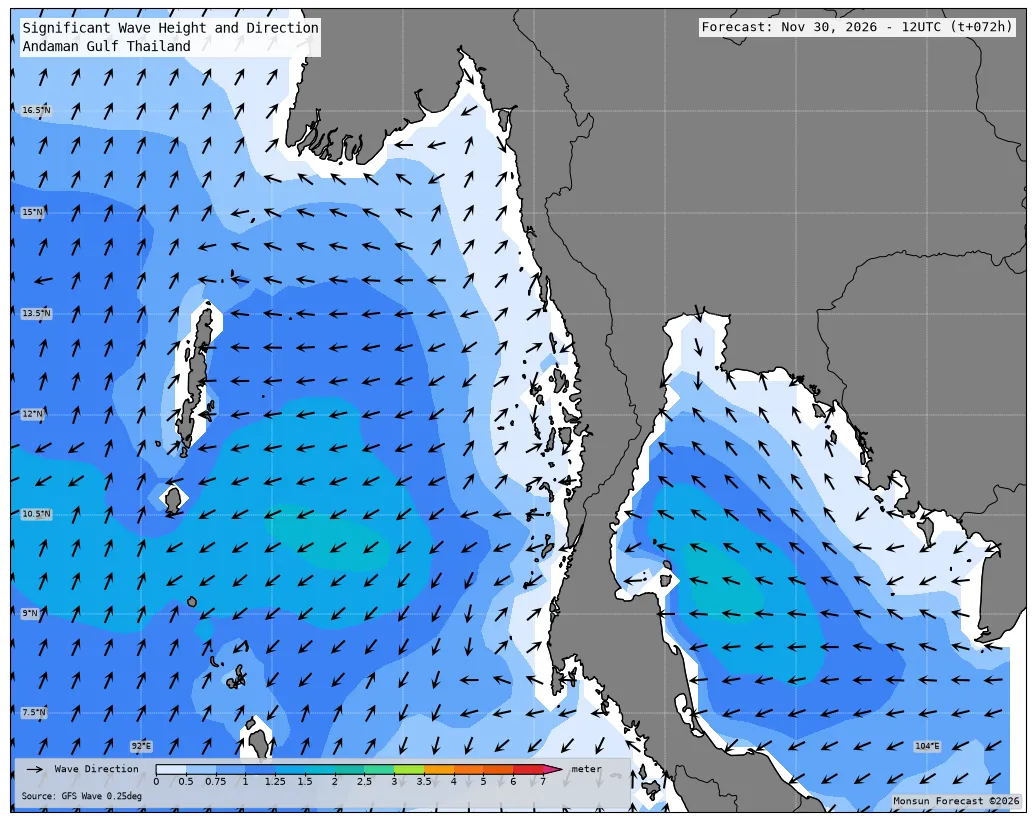 Significant Wave Height and Direction
Andaman Gulf Thailand
Forecast: Nov 30, 2026 - 12UTC (t+072h)
16.5°N
15°N
13.5°N
12°N
10.5°N
9°N
7.5°N
92°E
104°E
Wave Direction
0 0.5 0.75 1 1.25 1.5 2 2.5 3 3.5 4 5 6 7
meter
Source: GFS Wave 0.25deg
Monsun Forecast ©2026